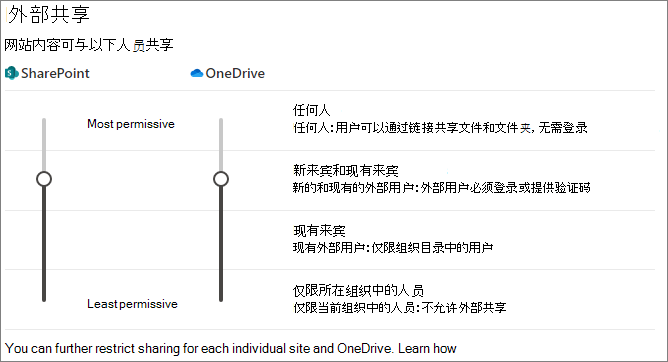 外部共享
网站内容可与以下人员共享
SharePoint
OneDrive
任何人
Most permissive
任何人:用户可以通过链接共享文件和文件夹, 无需登录
新来宾和现有来宾
新的和现有的外部用户:外部用户必须登录或提供验证码
现有来宾
现有外部用户:仅限组织目录中的用户
仅限所在组织中的人员
Least permissive
仅限当前组织中的人员:不允许外部共享
You can further restrict sharing for each individual site and OneDrive. Learn how